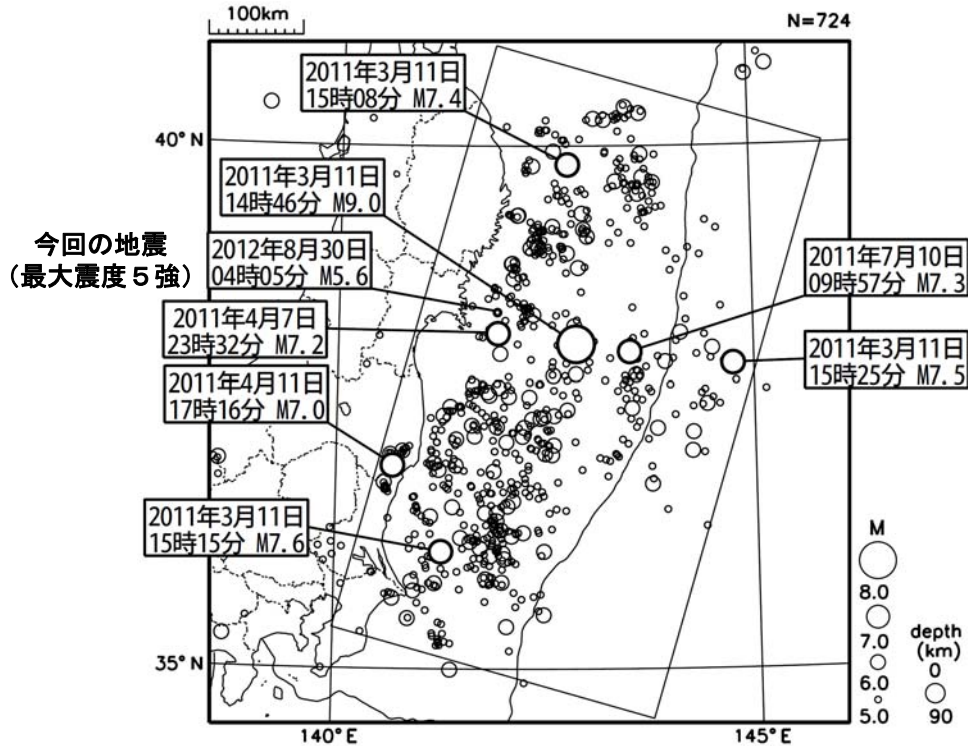 100km
N=724
2011年3月11日
15時08分 M7.4
40°N
2011年3月11日
14時46分 M9.0
今回の地震
（最大震度５強）
2012年8月30日
04時05分 M5.6
2011年7月10日
09時57分 M7.3
2011年4月7日
23時32分 M7.2
2011年3月11日
15時25分 M7.5
2011年4月11日
17時16分 M7.0
2011年3月11日
15時15分 M7.6
M
8.0
7.0
6.0
5.0
depth
(km)
0
90
35°N
140°E
145°E